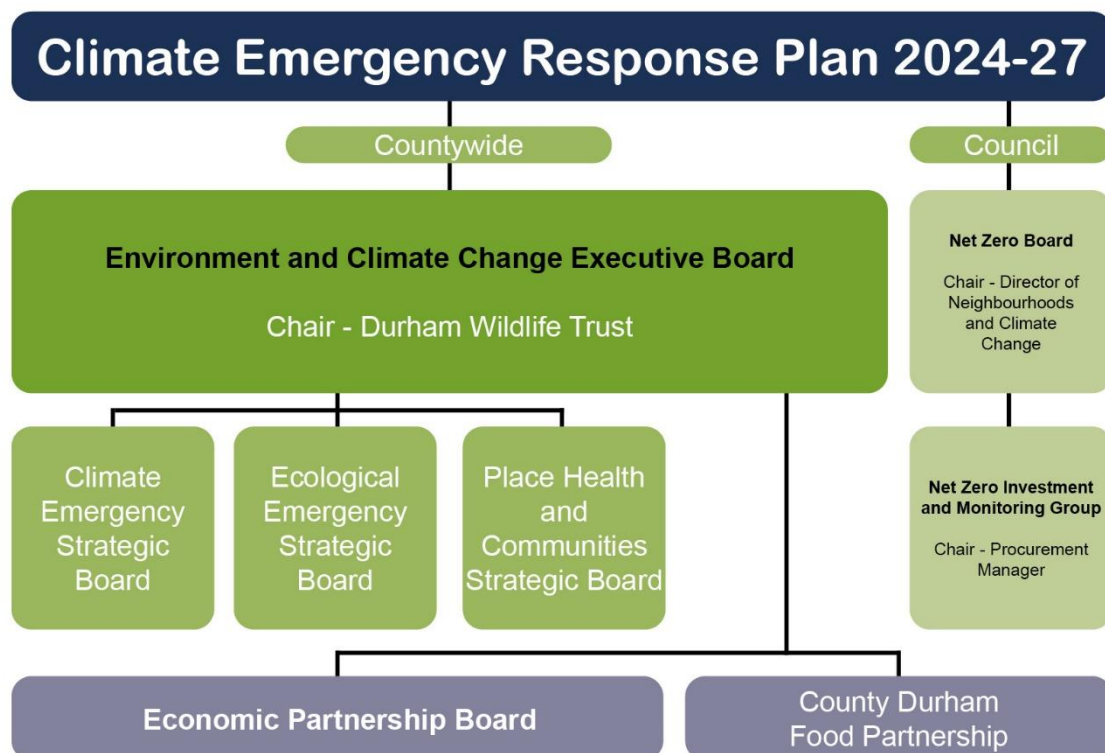 Climate Emergency Response Plan 2024-27
Countywide
Council
Environment and Climate Change Executive Board
Chair - Durham Wildlife Trust
Net Zero Board
Chair - Director of
Neighbourhoods
and Climate
Change
Climate
Emergency
Strategic
Board
Ecological
Emergency
Strategic
Board
Place Health
and
Communities
Strategic Board
Net Zero Investment
and Monitoring Group
Chair - Procurement
Manager
Economic Partnership Board
County Durham
Food Partnership